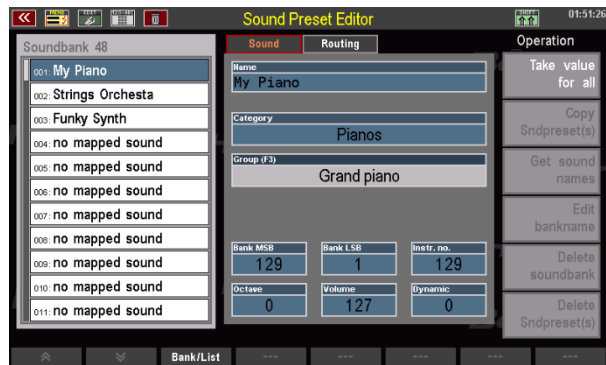 MENU
EDIT
SHIFT
Sound Preset Editor
01:51:26
Soundbank 48
001: My Piano
002: Strings Orchesta
003: Funky Synth
004: no mapped sound
005: no mapped sound
006: no mapped sound
007: no mapped sound
008: no mapped sound
009: no mapped sound
010: no mapped sound
011: no mapped sound
Sound
Routing
Name
My Piano
Category
Pianos
Group (F3)
Grand piano
Bank MSB
129
Bank LSB
1
Instr. no.
129
Octave
0
Volume
127
Dynamic
0
Operation
Take value
for all
Copy
Sndpreset(s)
Get sound
names
Edit
bankname
Delete
soundbank
Delete
Sndpreset(s)
Bank/List
---
---
---
---
---